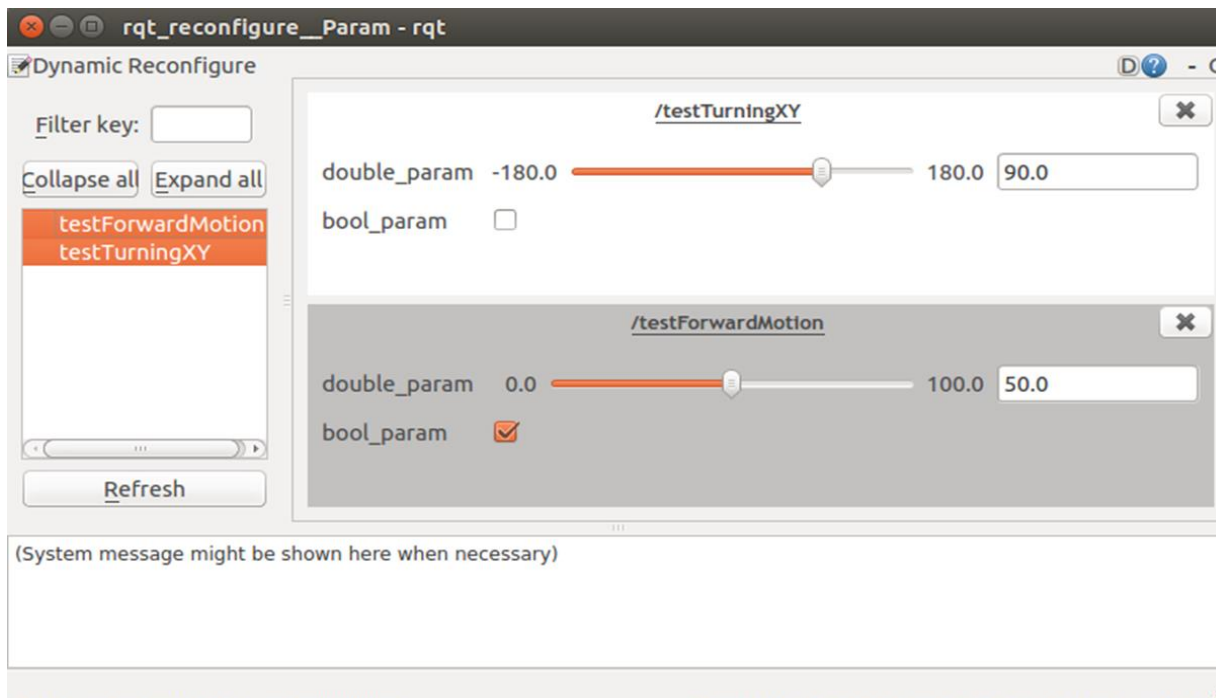 rqt_reconfigure__Param - rqt
Dynamic Reconfigure
D ? - 
Filter key:
Collapse all Expand all
testForwardMotion
testTurningXY
Refresh
/testTurningXY
double_param -180.0 180.0 90.0
bool_param
/testForwardMotion
double_param 0.0 100.0 50.0
bool_param
(System message might be shown here when necessary)